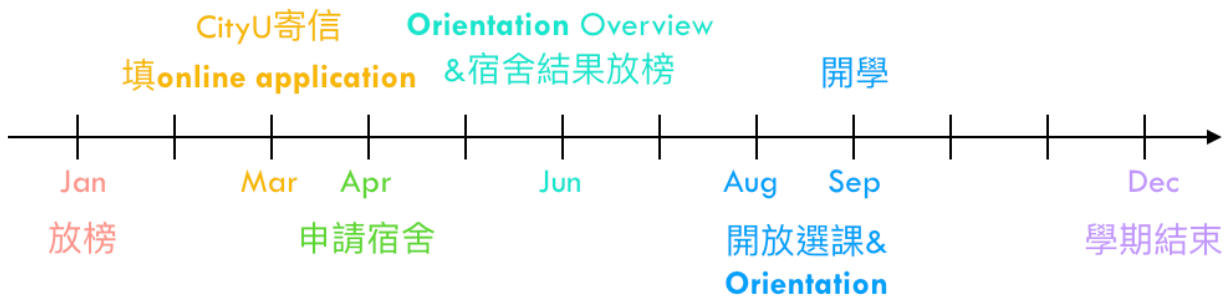 CityU寄信
填online application
Orientation Overview
&宿舍結果放榜
開學
Jan
Mar
Apr
Jun
Aug
Sep
Dec
放榜
申請宿舍
開放選課&
Orientation
學期結束